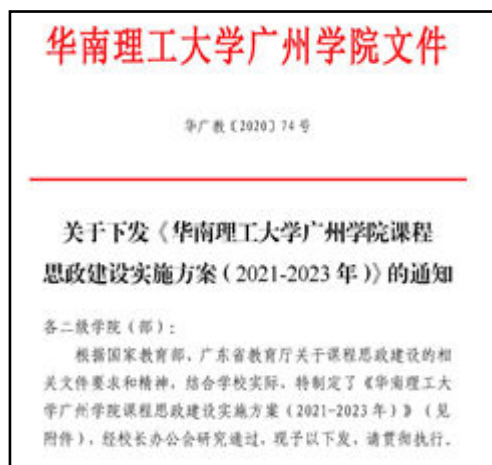 华南理工大学广州学院文件
华广教〔2020〕74号
关于下发《华南理工大学广州学院课程
思政建设实施方案（2021-2023 年）》的通知
各二级学院（部）：
根据国家教育部、广东省教育厅关于课程思政建设的相
关文件要求和精神，结合学校实际，特制定了《华南理工大
学广州学院课程思政建设实施方案（2021-2023年）》（见
附件），经校长办公会研究通过，现予以下发，请贯彻执行。